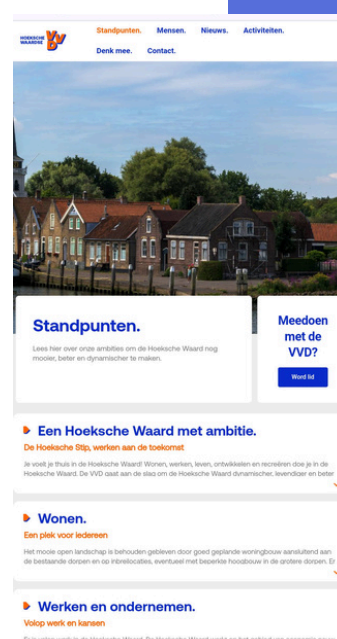 HOEKSCHE
WAARDSE
VVD
Standpunten. Mensen. Nieuws. Activiteiten.
Denk mee. Contact.
Standpunten.
Lees hier over onze ambities om de Hoeksche Waard nog
mooier, beter en dynamischer te maken.
Meedoen
met de
VVD?
Word lid
Een Hoeksche Waard met ambitie.
De Hoeksche Stip, werken aan de toekomst
Je voelt je thuis in de Hoeksche Waard! Wonen, werken, leven, ontwikkelen en recreëren doe je in de
Hoeksche Waard. De VVD gaat aan de slag om de Hoeksche Waard dynamischer, levendiger en beter
Wonen.
Een plek voor iedereen
Het mooie open landschap is behouden gebleven door goed geplande woningbouw aansluitend aan
de bestaande dorpen en op inbreilocaties, eventueel met beperkte hoogbouw in de grotere dorpen. Er
Werken en ondernemen.
Volop werk en kansen